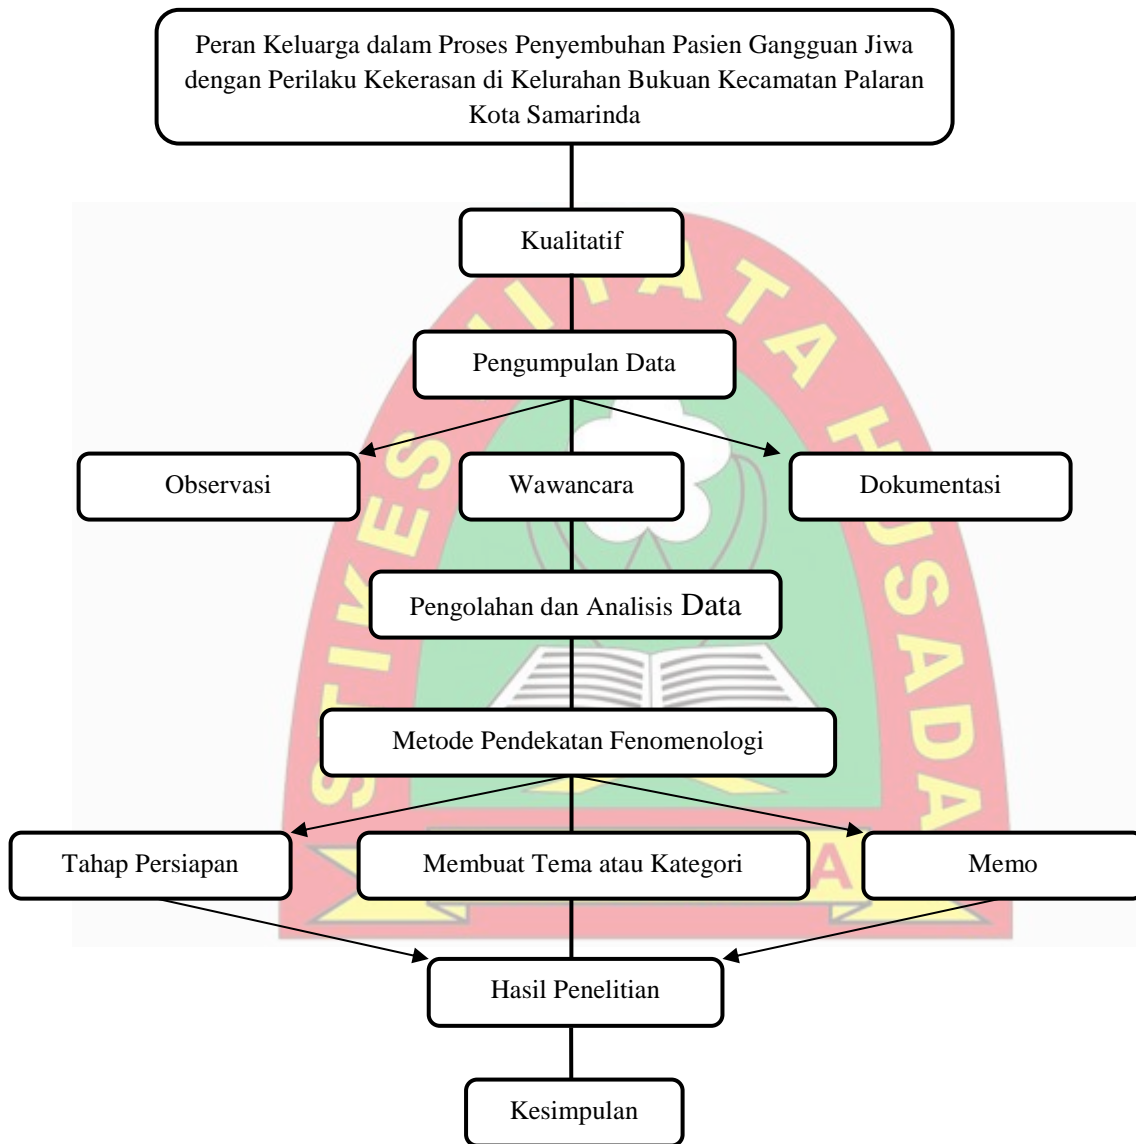 Peran Keluarga dalam Proses Penyembuhan Pasien Gangguan Jiwa
dengan Perilaku Kekerasan di Kelurahan Bukuan Kecamatan Palaran
Kota Samarinda
Kualitatif
Pengumpulan Data
Observasi
Wawancara
Dokumentasi
Pengolahan dan Analisis Data
Metode Pendekatan Fenomenologi
Tahap Persiapan
Membuat Tema atau Kategori
Memo
Hasil Penelitian
Kesimpulan
STIKES
HUSADA